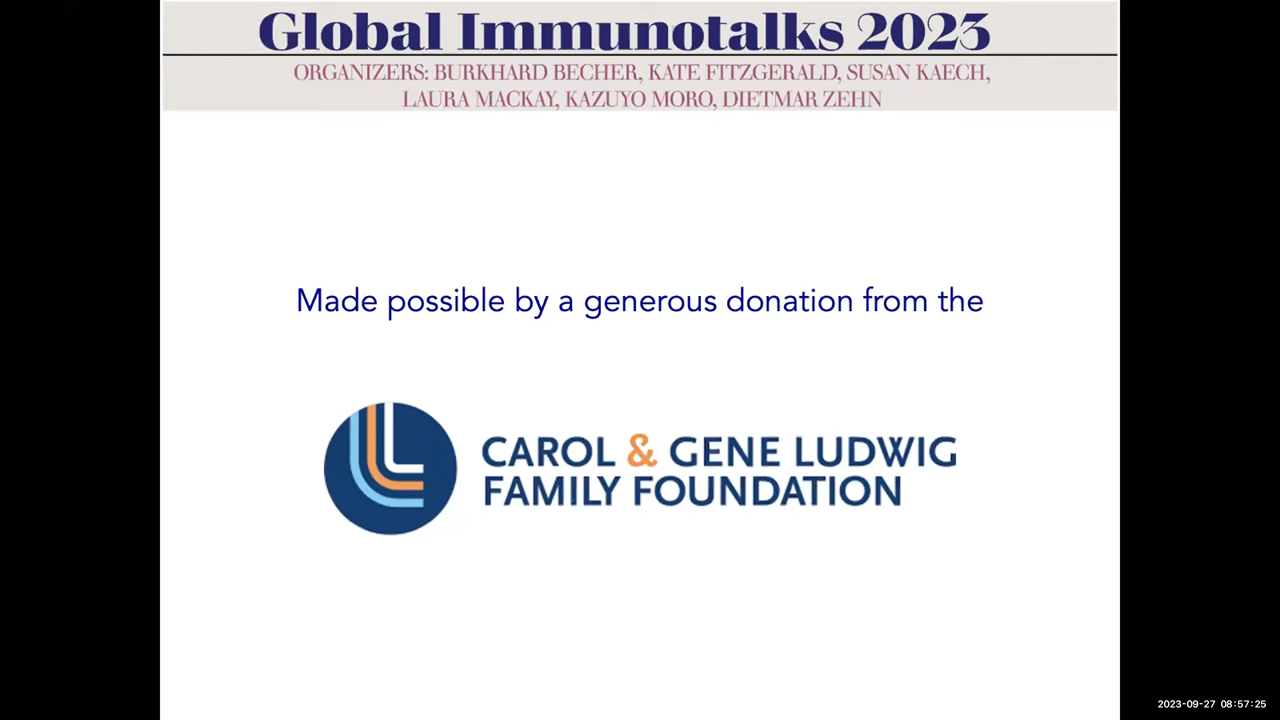 Global Immunotalks 2023
ORGANIZERS: BURKHARD BECHER, KATE FITZGERALD, SUSAN KAECH,
LAURA MACKAY, KAZUYO MORO, DIETMAR ZEHN
Made possible by a generous donation from the
CAROL & GENE LUDWIG
FAMILY FOUNDATION
2023-09-27 08:57:25